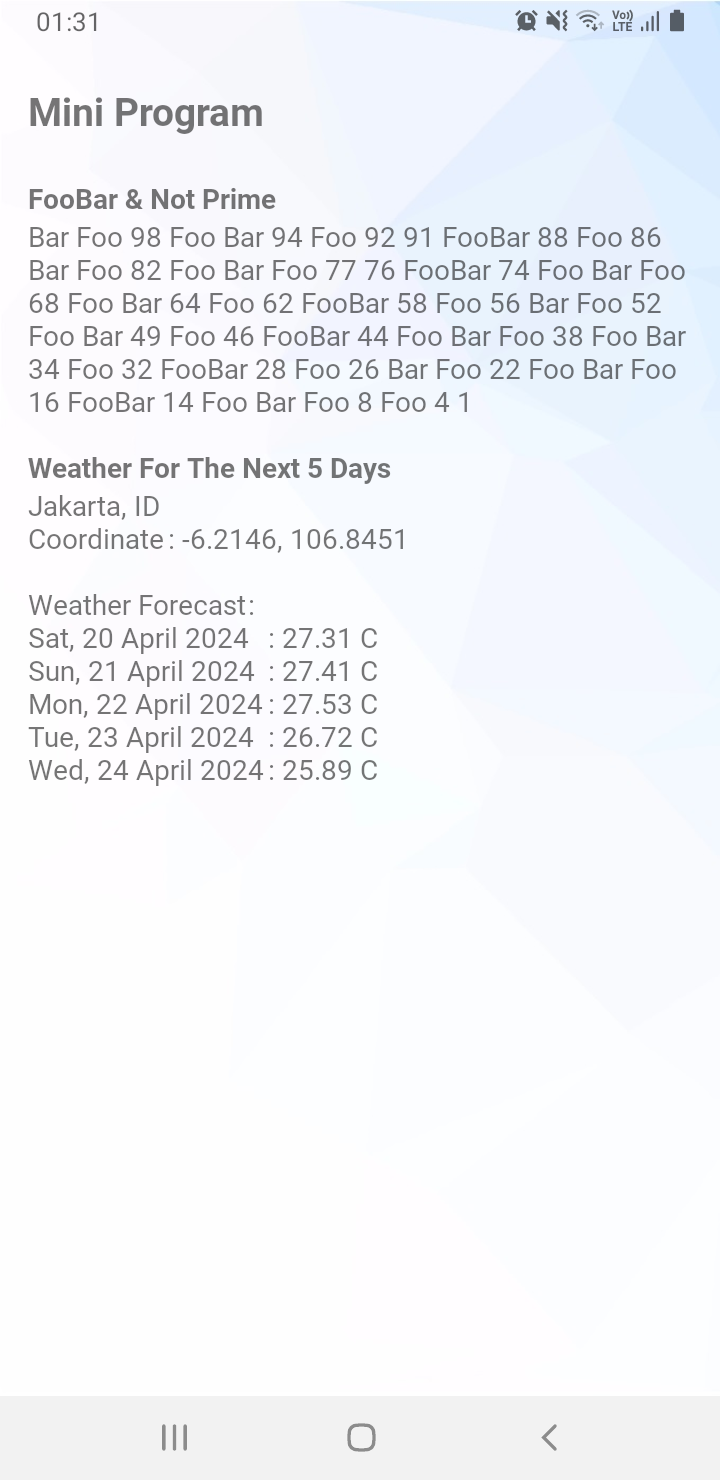 01:31
Vo)) LTE
Mini Program
FooBar & Not Prime
Bar Foo 98 Foo Bar 94 Foo 92 91 FooBar 88 Foo 86
Bar Foo 82 Foo Bar Foo 77 76 FooBar 74 Foo Bar Foo
68 Foo Bar 64 Foo 62 FooBar 58 Foo 56 Bar Foo 52
Foo Bar 49 Foo 46 FooBar 44 Foo Bar Foo 38 Foo Bar
34 Foo 32 FooBar 28 Foo 26 Bar Foo 22 Foo Bar Foo
16 FooBar 14 Foo Bar Foo 8 Foo 4 1
Weather For The Next 5 Days
Jakarta, ID
Coordinate : -6.2146, 106.8451
Weather Forecast:
Sat, 20 April 2024 : 27.31 C
Sun, 21 April 2024 : 27.41 C
Mon, 22 April 2024 : 27.53 C
Tue, 23 April 2024 : 26.72 C
Wed, 24 April 2024 : 25.89 C